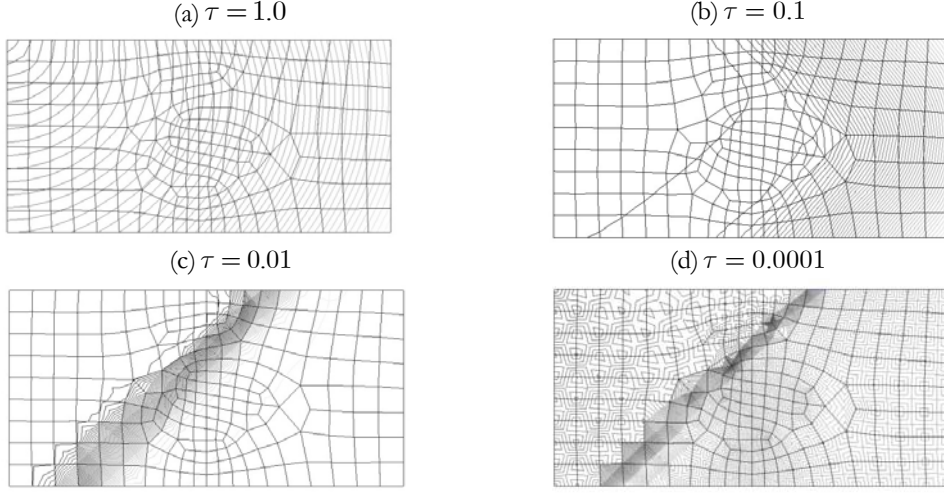 (a) τ = 1.0
(b) τ = 0.1
(c) τ = 0.01
(d) τ = 0.0001